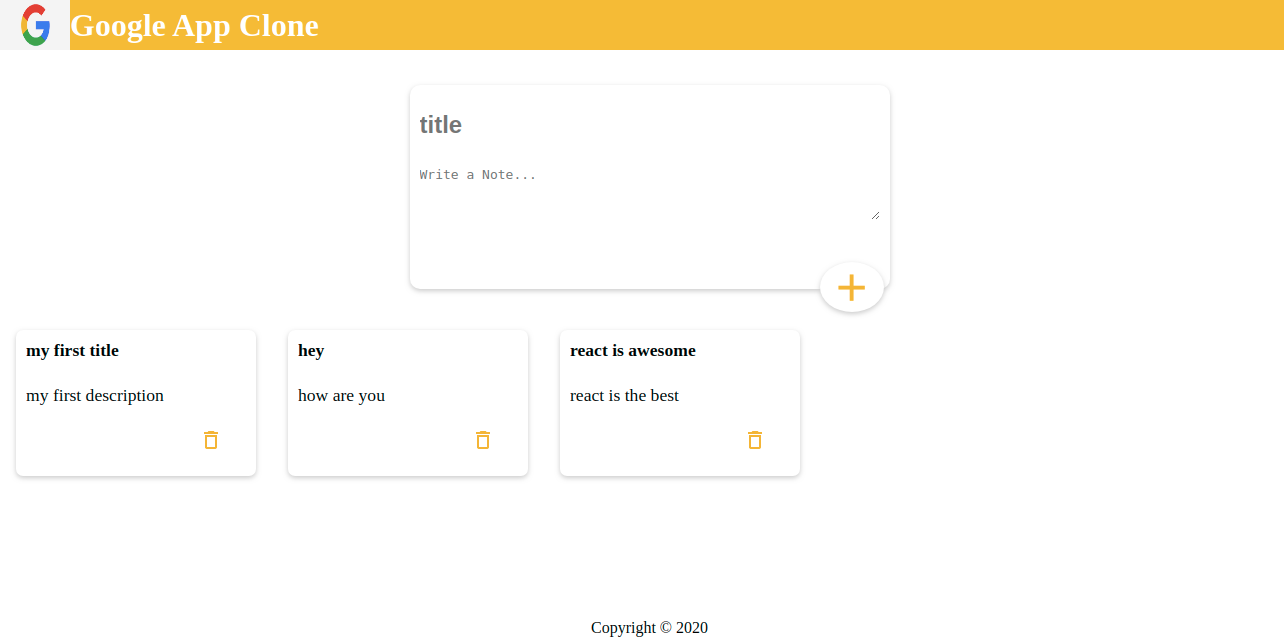 Google App Clone
title
Write a Note...
my first title
my first description
hey
how are you
react is awesome
react is the best
Copyright © 2020